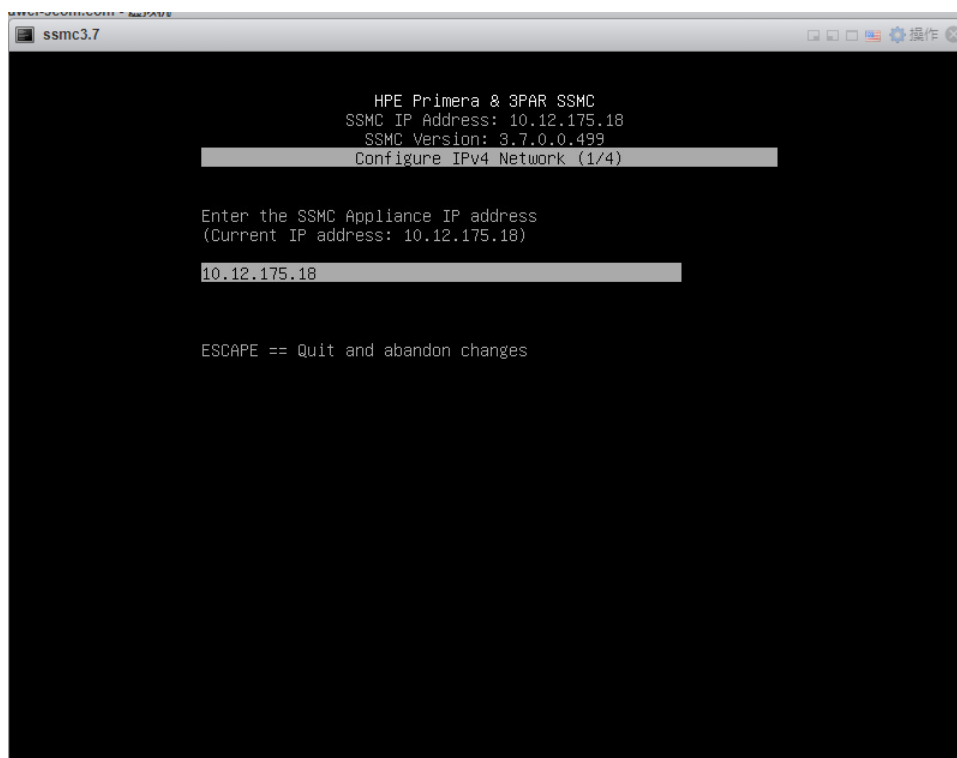 ssmc3.7
操作
HPE Primera & 3PAR SSMC
SSMC IP Address: 10.12.175.18
SSMC Version: 3.7.0.0.499
Configure IPv4 Network (1/4)
Enter the SSMC Appliance IP address
(Current IP address: 10.12.175.18)
10.12.175.18
ESCAPE == Quit and abandon changes